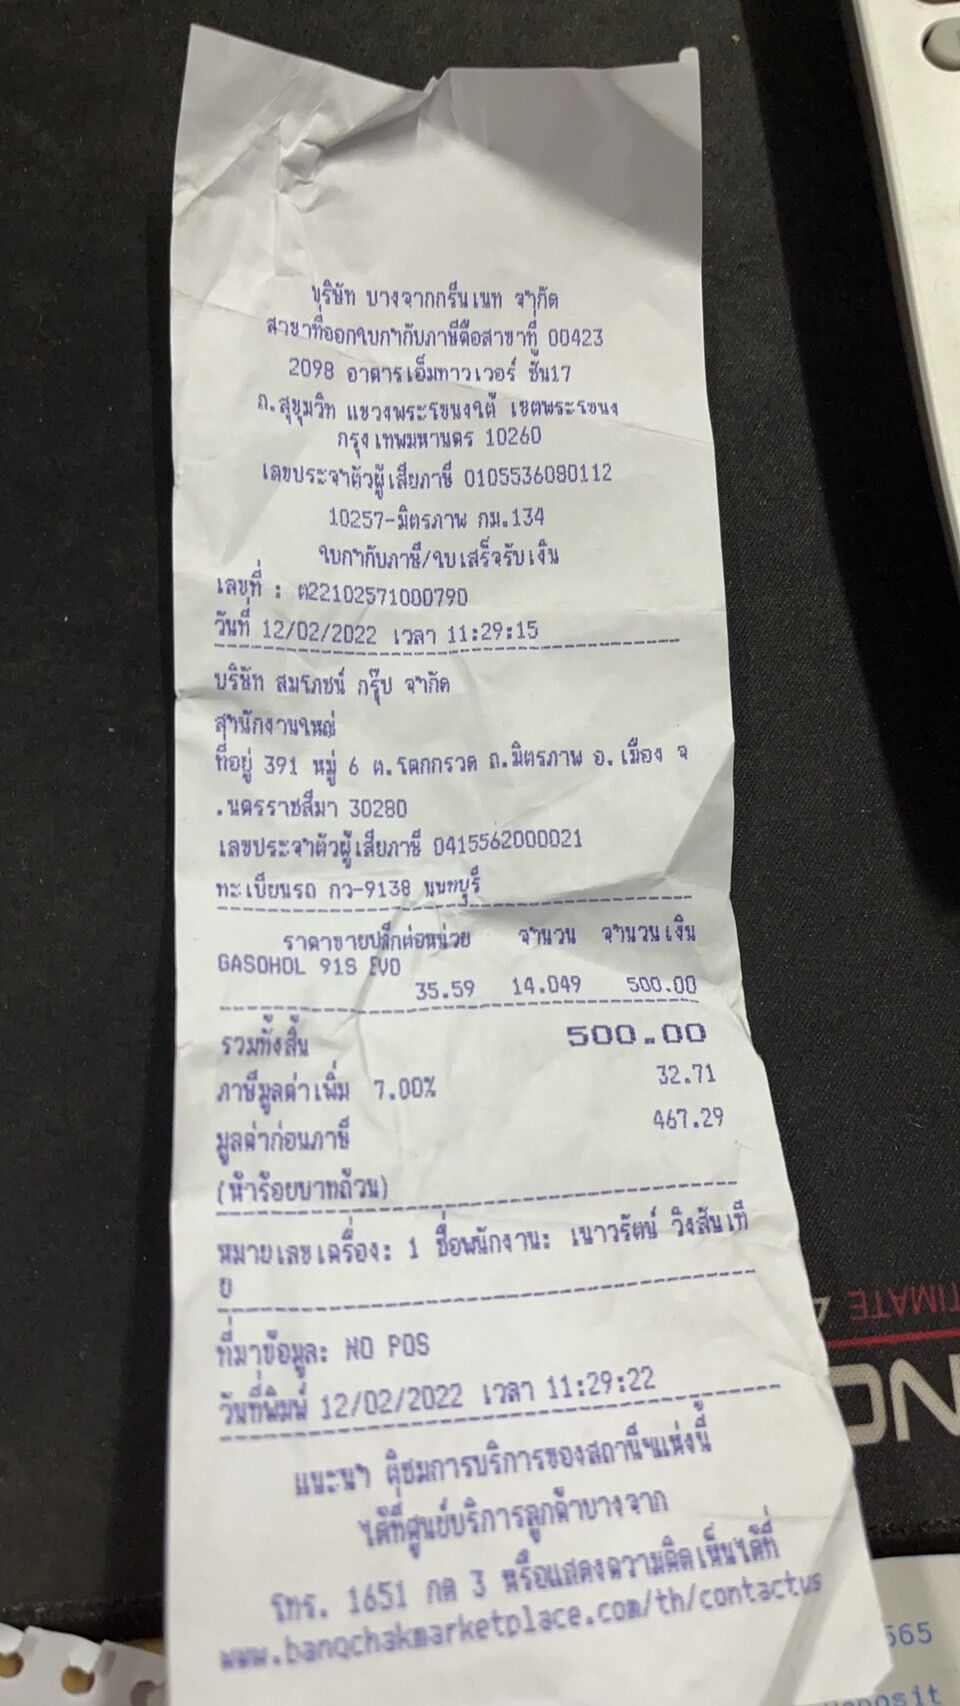 บริษัท บางจากกรีนเนท จำกัด
สาขาที่ออกใบกำกับภาษีคือสาขาที่ 00423
2098 อาคารเอ็มทาวเวอร์ ชั้น17
ถ.สุขุมวิท แขวงพระโขนงใต้ เขตพระโขนง
กรุงเทพมหานคร 10260
เลขประจำตัวผู้เสียภาษี 0105536080112
10257-มิตรภาพ กม.134
ใบกำกับภาษี/ใบเสร็จรับเงิน
เลขที่ : ต22102571000790
วันที่ 12/02/2022 เวลา 11:29:15
บริษัท สมโภชน์ กรุ๊ป จำกัด
สำนักงานใหญ่
ที่อยู่ 391 หมู่ 6 ต.โคกกรวด ถ.มิตรภาพ อ.เมือง จ
.นครราชสีมา 30280
เลขประจำตัวผู้เสียภาษี 0415562000021
ทะเบียนรถ กว-9138 นนทบุรี
ราคาขายปลีกต่อหน่วย จำนวน จำนวนเงิน
GASOHOL 91S EVO
35.59 14.049 500.00
รวมทั้งสิ้น 500.00
ภาษีมูลค่าเพิ่ม 7.00% 32.71
มูลค่าก่อนภาษี 467.29
(ห้าร้อยบาทถ้วน)
หมายเลขเครื่อง: 1 ชื่อพนักงาน: เนาวรัตน์ วิงสันเที
ย
ที่มาข้อมูล: NO POS
วันที่พิมพ์ 12/02/2022 เวลา 11:29:22
แนะนำ ติชมการบริการของสถานีฯแห่งนี้
ได้ที่ศูนย์บริการลูกค้าบางจาก
โทร. 1651 กด 3 หรือแสดงความคิดเห็นได้ที่
www.bangchakmarketplace.com/th/contactus
TIMATE
565